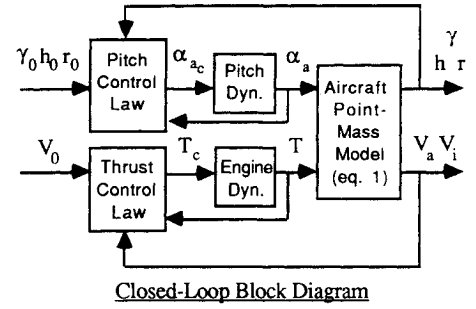 γ₀ h₀ r₀
Pitch
Control
Law
α_a_c
Pitch
Dyn.
α_a
Aircraft
Point-
Mass
Model
(eq. 1)
γ
h r
V₀
Thrust
Control
Law
T_c
Engine
Dyn.
T
V_a V_i
Closed-Loop Block Diagram